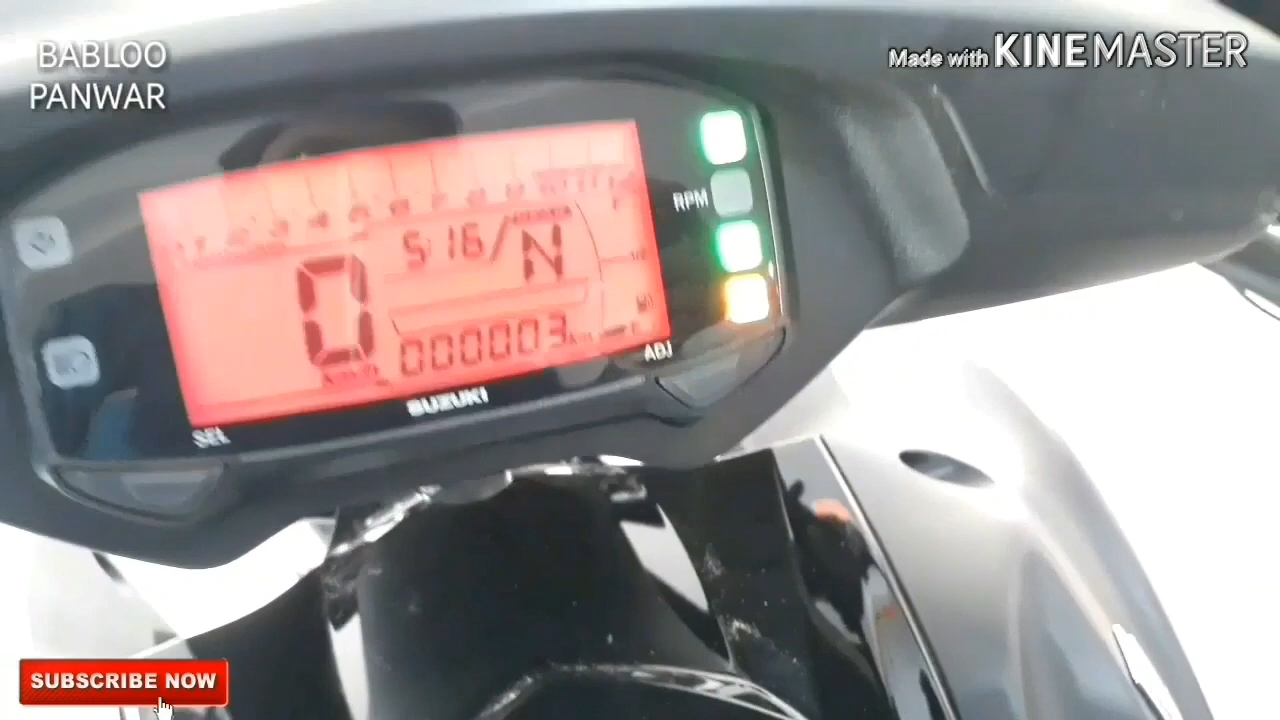 BABLOO
PANWAR
Made with KINEMASTER
RPM
5:16 / N
0
000003
ADJ
SUZUKI
SEL
SUBSCRIBE NOW